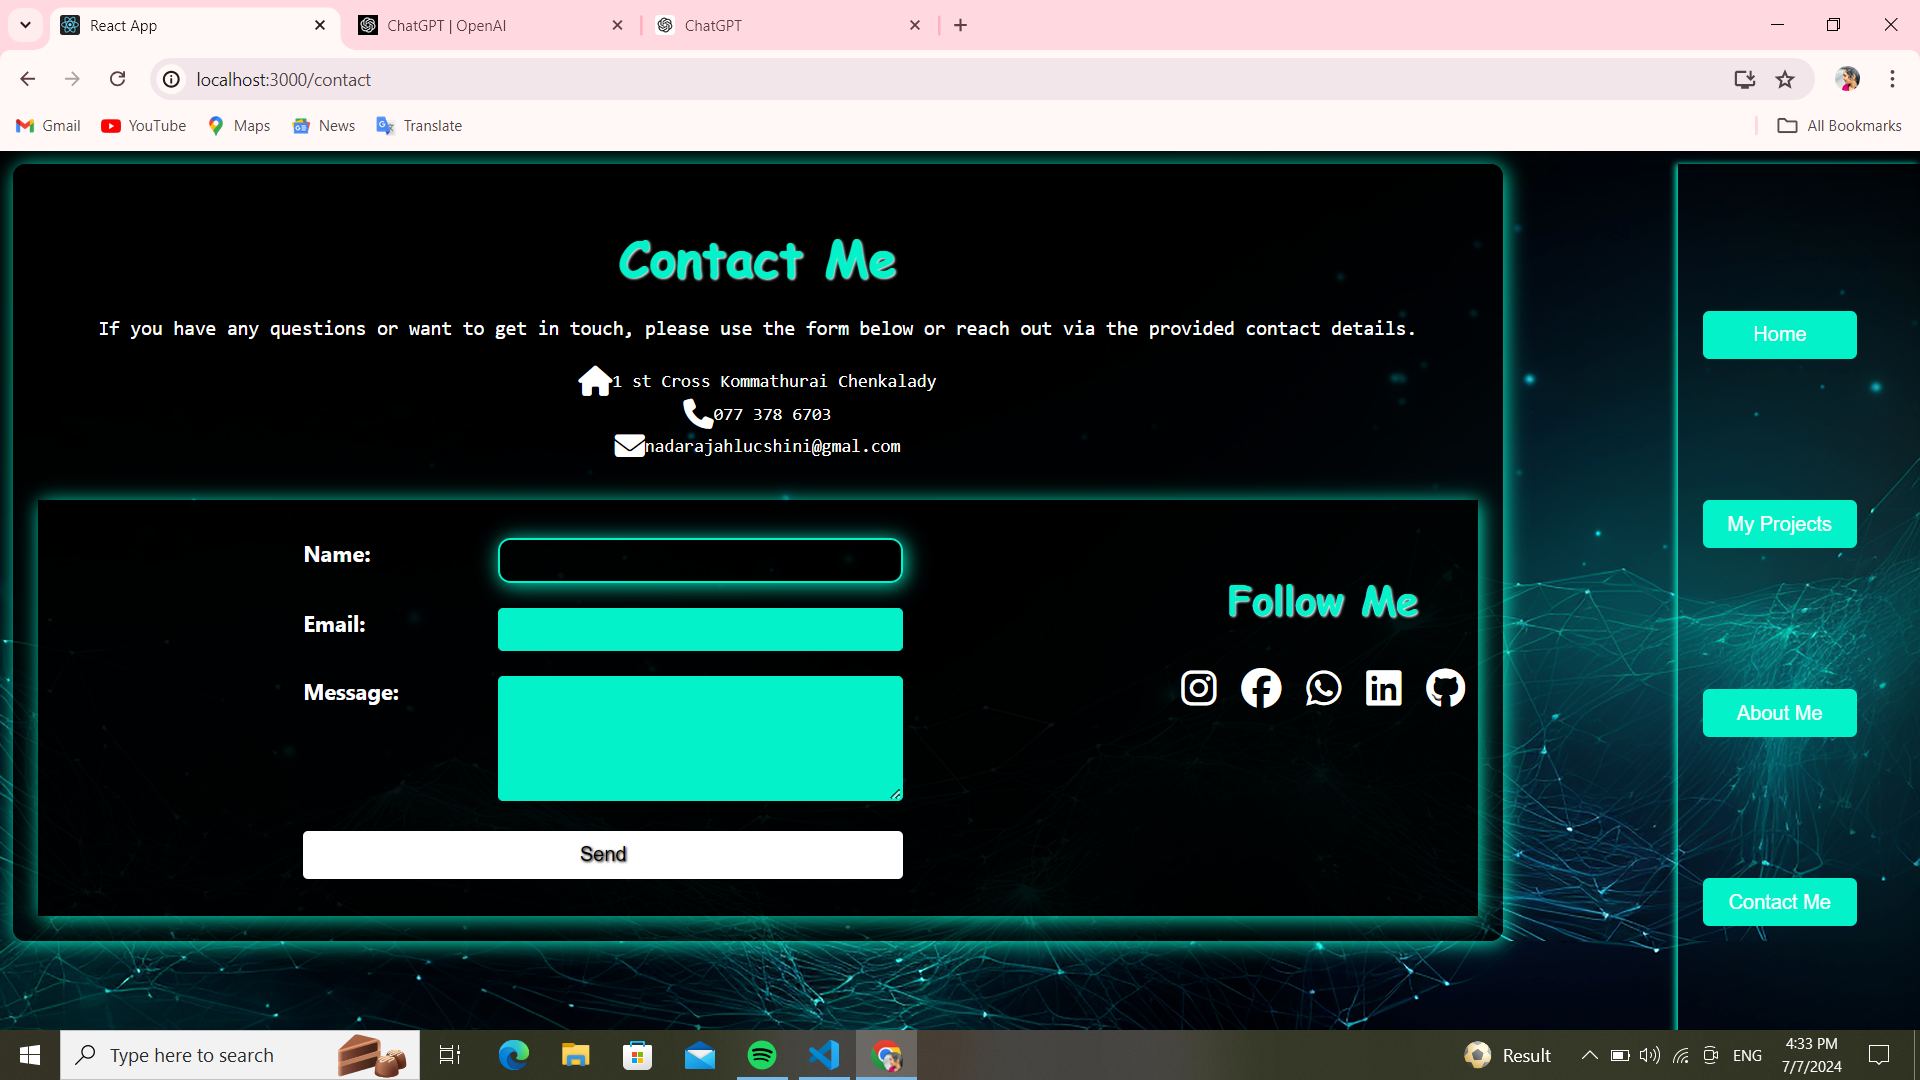 React App
ChatGPT | OpenAI
ChatGPT
localhost:3000/contact
Gmail
YouTube
Maps
News
Translate
All Bookmarks
Contact Me
If you have any questions or want to get in touch, please use the form below or reach out via the provided contact details.
1 st Cross Kommathurai Chenkalady
077 378 6703
nadarajahlucshini@gmal.com
Name:
Email:
Message:
Send
Follow Me
Home
My Projects
About Me
Contact Me
Type here to search
Result
ENG
4:33 PM
7/7/2024